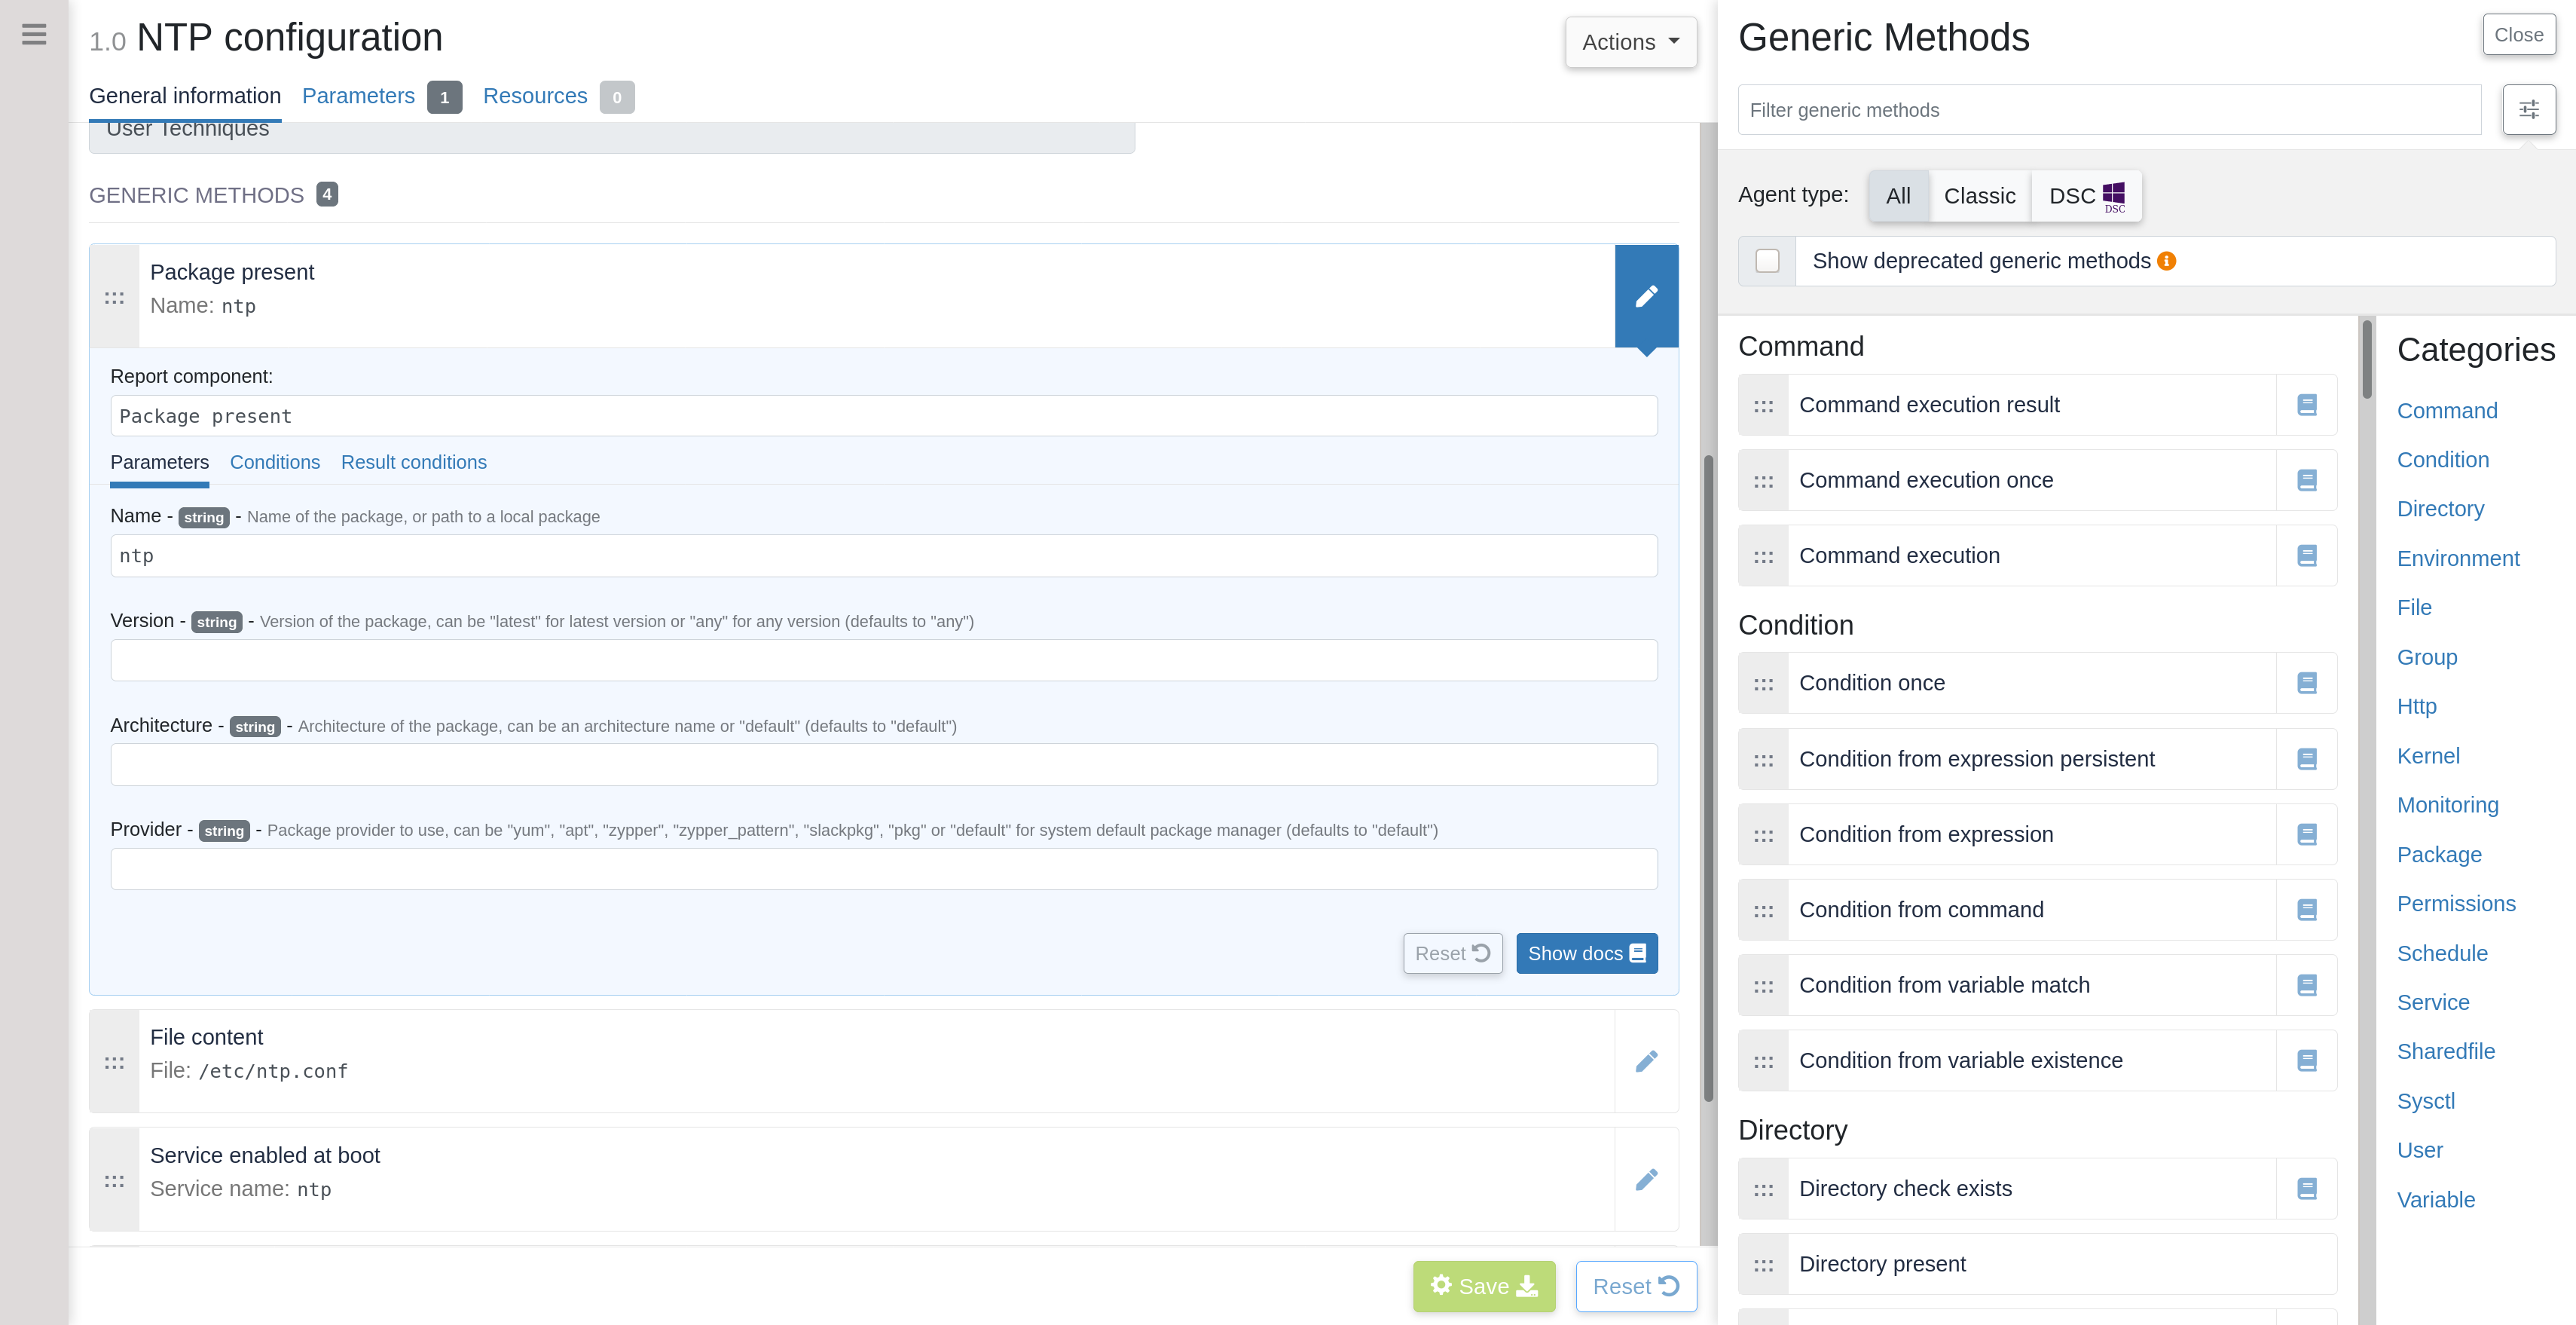 1.0 NTP configuration
Actions
General information Parameters 1 Resources 0
User Techniques
GENERIC METHODS 4
Package present
Name: ntp
Report component:
Package present
Parameters Conditions Result conditions
Name - string - Name of the package, or path to a local package
ntp
Version - string - Version of the package, can be "latest" for latest version or "any" for any version (defaults to "any")
Architecture - string - Architecture of the package, can be an architecture name or "default" (defaults to "default")
Provider - string - Package provider to use, can be "yum", "apt", "zypper", "zypper_pattern", "slackpkg", "pkg" or "default" for system default package manager (defaults to "default")
Reset Show docs
File content
File: /etc/ntp.conf
Service enabled at boot
Service name: ntp
Save Reset
Generic Methods
Close
Filter generic methods
Agent type: All Classic DSC DSC
Show deprecated generic methods
Command
Command execution result
Command execution once
Command execution
Condition
Condition once
Condition from expression persistent
Condition from expression
Condition from command
Condition from variable match
Condition from variable existence
Directory
Directory check exists
Directory present
Categories
Command
Condition
Directory
Environment
File
Group
Http
Kernel
Monitoring
Package
Permissions
Schedule
Service
Sharedfile
Sysctl
User
Variable